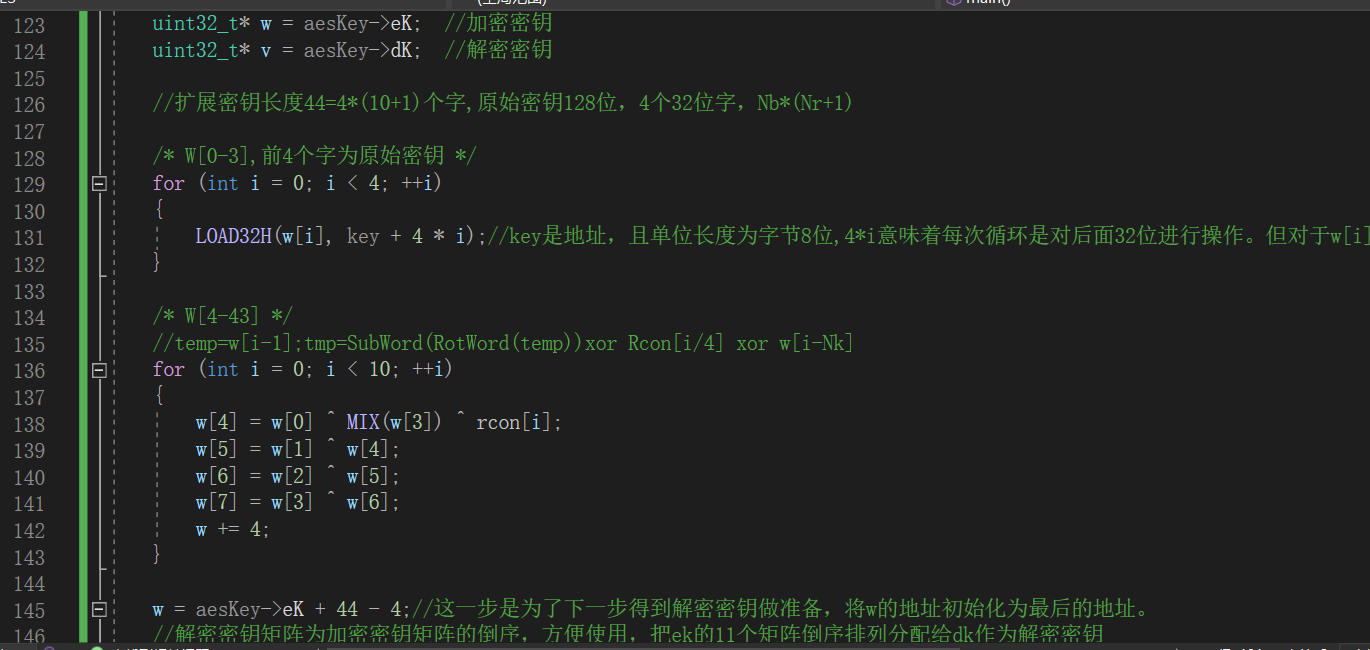 main()
123 uint32_t* w = aesKey->eK; //加密密钥
124 uint32_t* v = aesKey->dK; //解密密钥
125
126 //扩展密钥长度44=4*(10+1)个字,原始密钥128位，4个32位字，Nb*(Nr+1)
127
128 /* W[0-3],前4个字为原始密钥 */
129 for (int i = 0; i < 4; ++i)
130 {
131 LOAD32H(w[i], key + 4 * i);//key是地址，且单位长度为字节8位,4*i意味着每次循环是对后面32位进行操作。但对于w[i]
132 }
133
134 /* W[4-43] */
135 //temp=w[i-1];tmp=SubWord(RotWord(temp))xor Rcon[i/4] xor w[i-Nk]
136 for (int i = 0; i < 10; ++i)
137 {
138 w[4] = w[0] ^ MIX(w[3]) ^ rcon[i];
139 w[5] = w[1] ^ w[4];
140 w[6] = w[2] ^ w[5];
141 w[7] = w[3] ^ w[6];
142 w += 4;
143 }
144
145 w = aesKey->eK + 44 - 4;//这一步是为了下一步得到解密密钥做准备，将w的地址初始化为最后的地址。
146 //解密密钥矩阵为加密密钥矩阵的倒序，方便使用，把ek的11个矩阵倒序排列分配给dk作为解密密钥